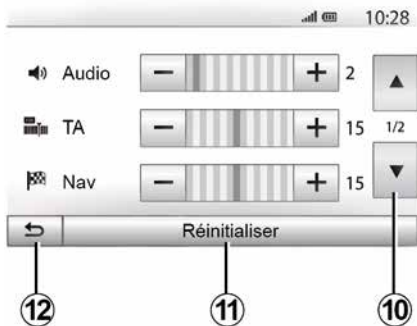 10:28
Audio − + 2
TA − + 15
1/2
Nav − + 15
Réinitialiser
12 11 10